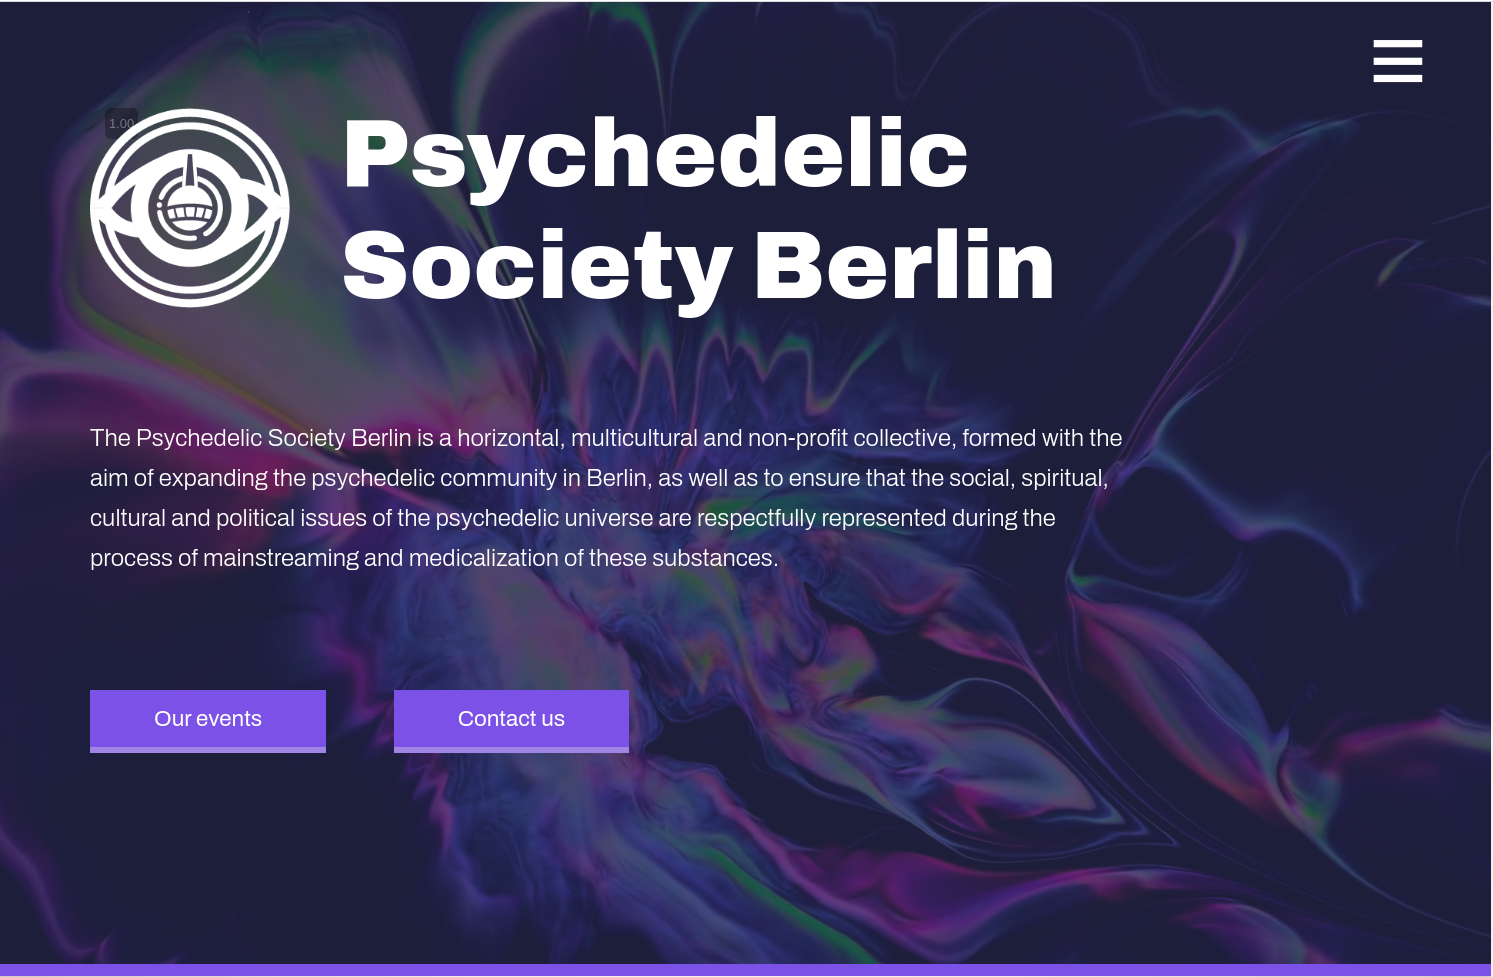 1.00
Psychedelic
Society Berlin
The Psychedelic Society Berlin is a horizontal, multicultural and non-profit collective, formed with the
aim of expanding the psychedelic community in Berlin, as well as to ensure that the social, spiritual,
cultural and political issues of the psychedelic universe are respectfully represented during the
process of mainstreaming and medicalization of these substances.
Our events
Contact us